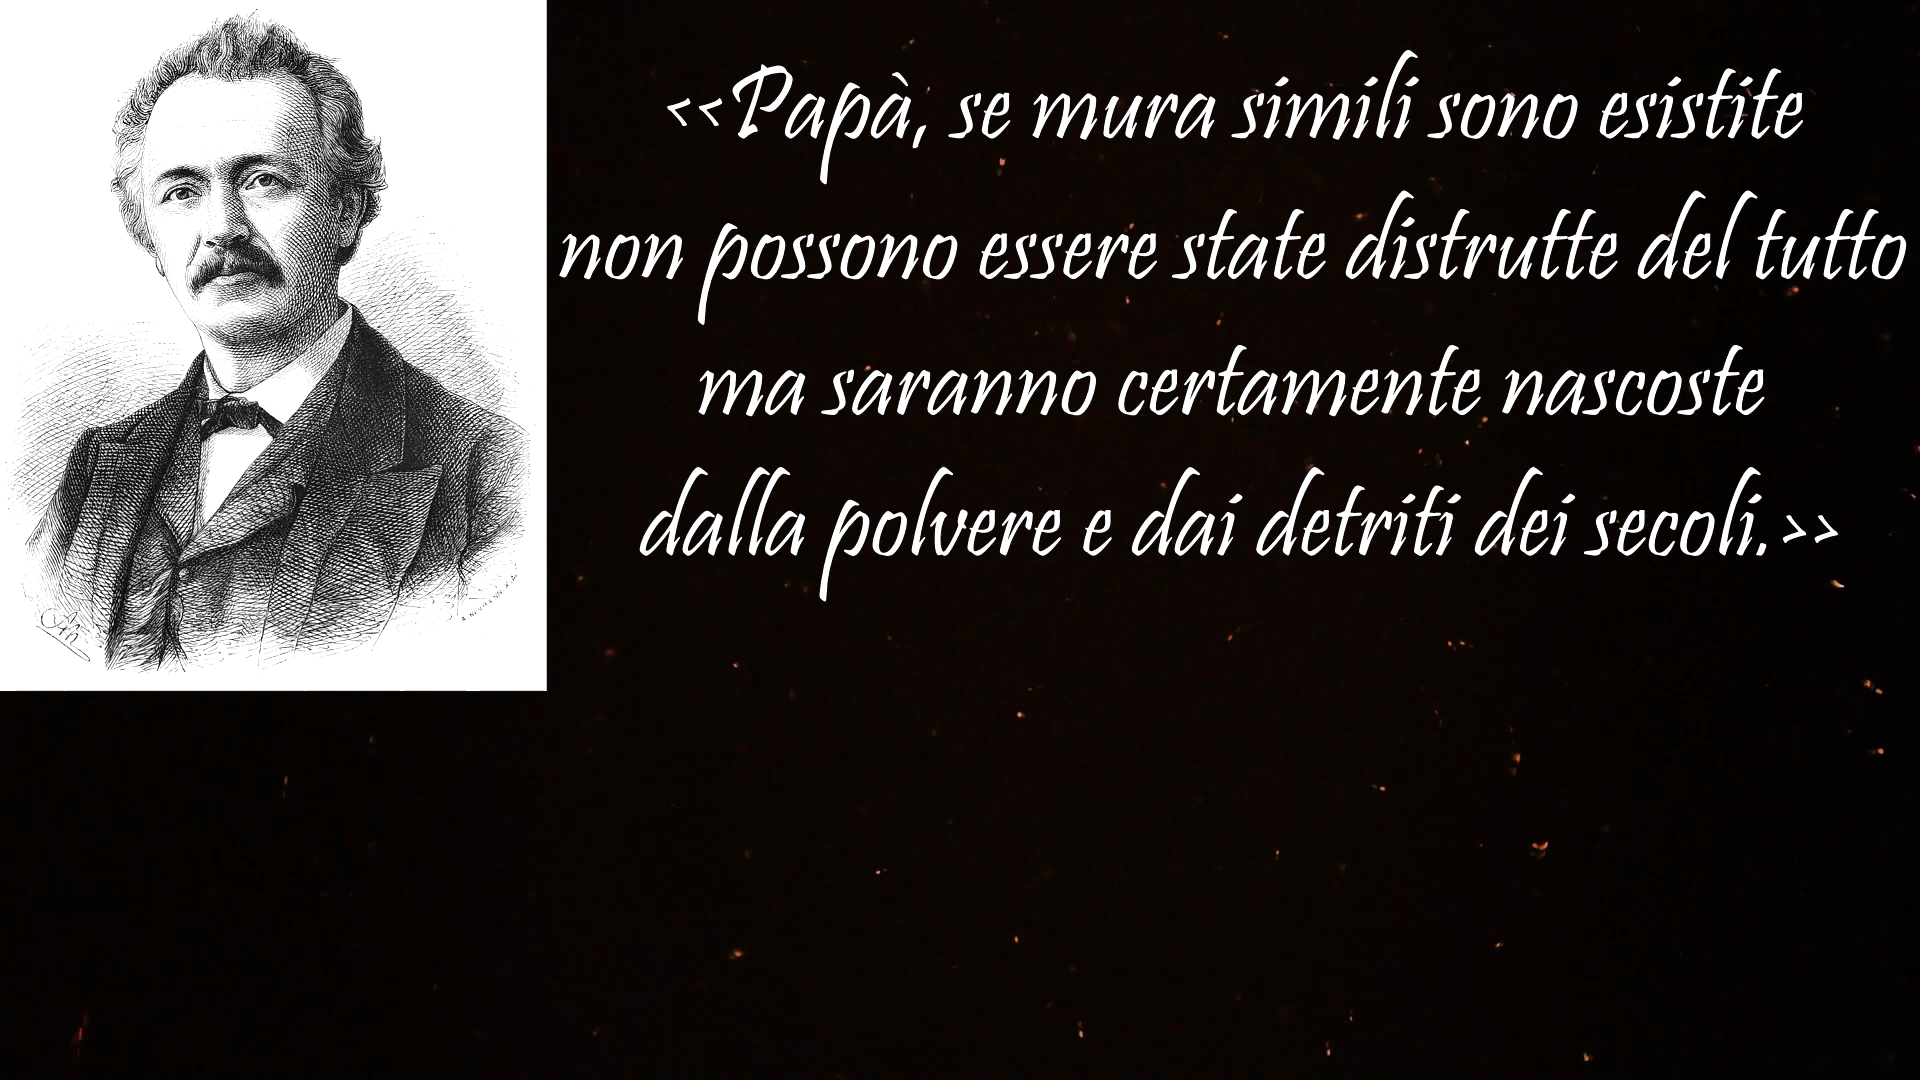 <<Papà, se mura simili sono esistite
non possono essere state distrutte del tutto
ma saranno certamente nascoste
dalla polvere e dai detriti dei secoli.>>